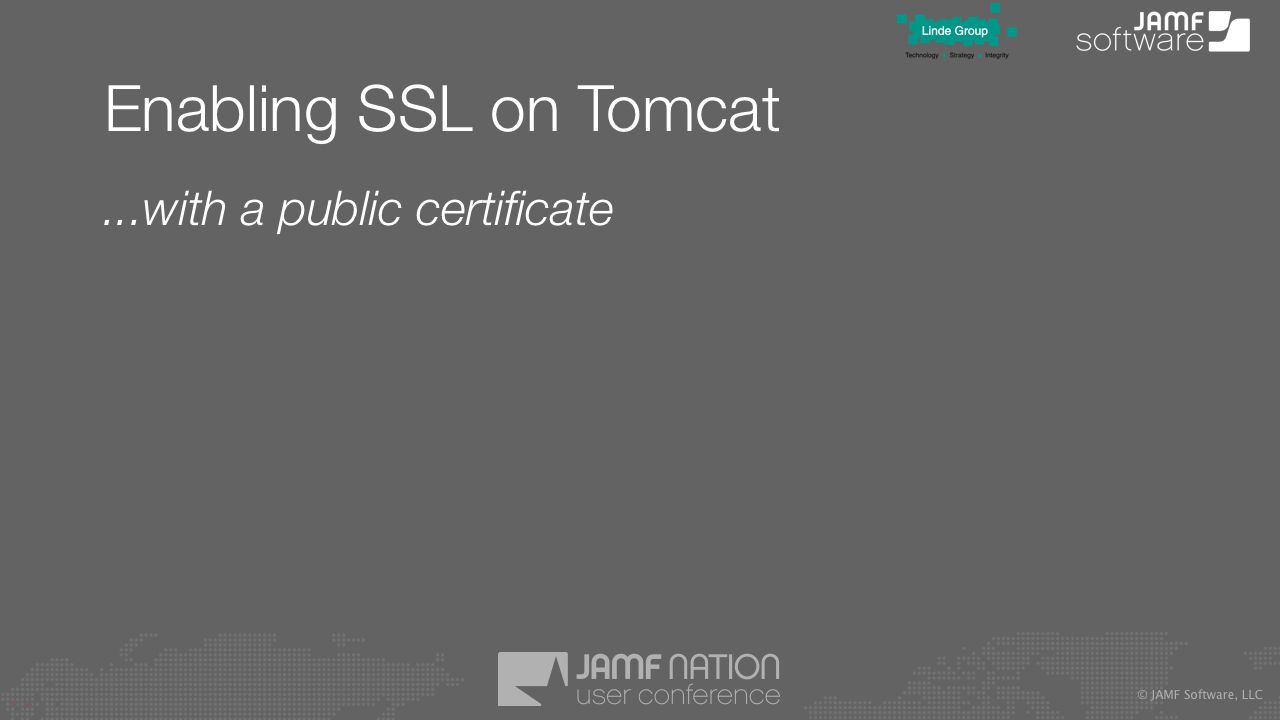 Linde Group
Technology Strategy Integrity
JAMF
software
Enabling SSL on Tomcat
...with a public certificate
JAMF NATION
user conference
© JAMF Software, LLC